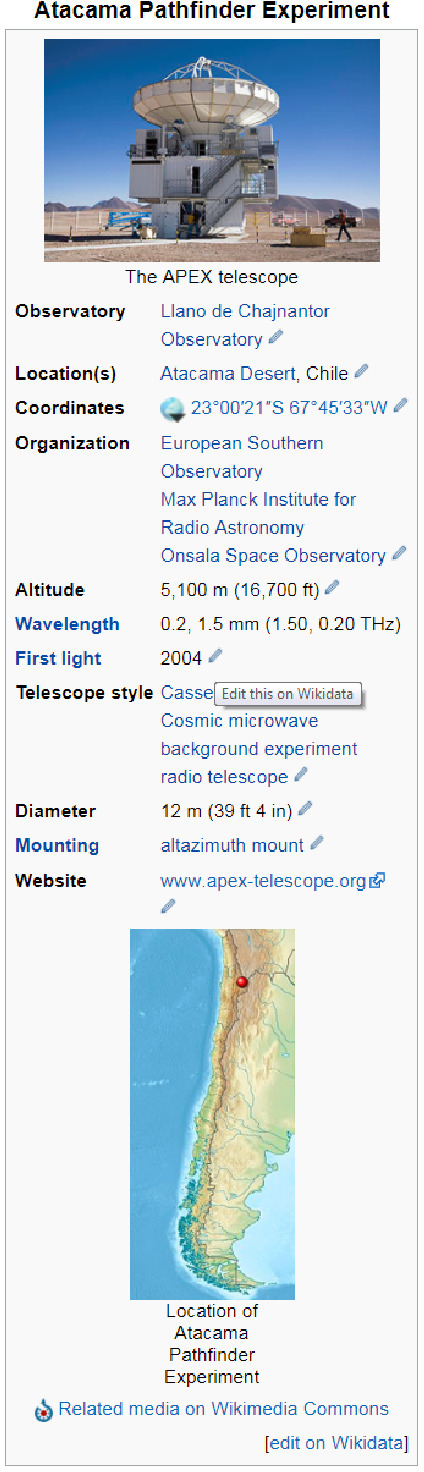 Atacama Pathfinder Experiment
The APEX telescope
Observatory Llano de Chajnantor
Observatory
Location(s) Atacama Desert, Chile
Coordinates 23°00′21″S 67°45′33″W
Organization European Southern
Observatory
Max Planck Institute for
Radio Astronomy
Onsala Space Observatory
Altitude 5,100 m (16,700 ft)
Wavelength 0.2, 1.5 mm (1.50, 0.20 THz)
First light 2004
Telescope style Casse Edit this on Wikidata
Cosmic microwave
background experiment
radio telescope
Diameter 12 m (39 ft 4 in)
Mounting altazimuth mount
Website www.apex-telescope.org
Location of
Atacama
Pathfinder
Experiment
Related media on Wikimedia Commons
[edit on Wikidata]